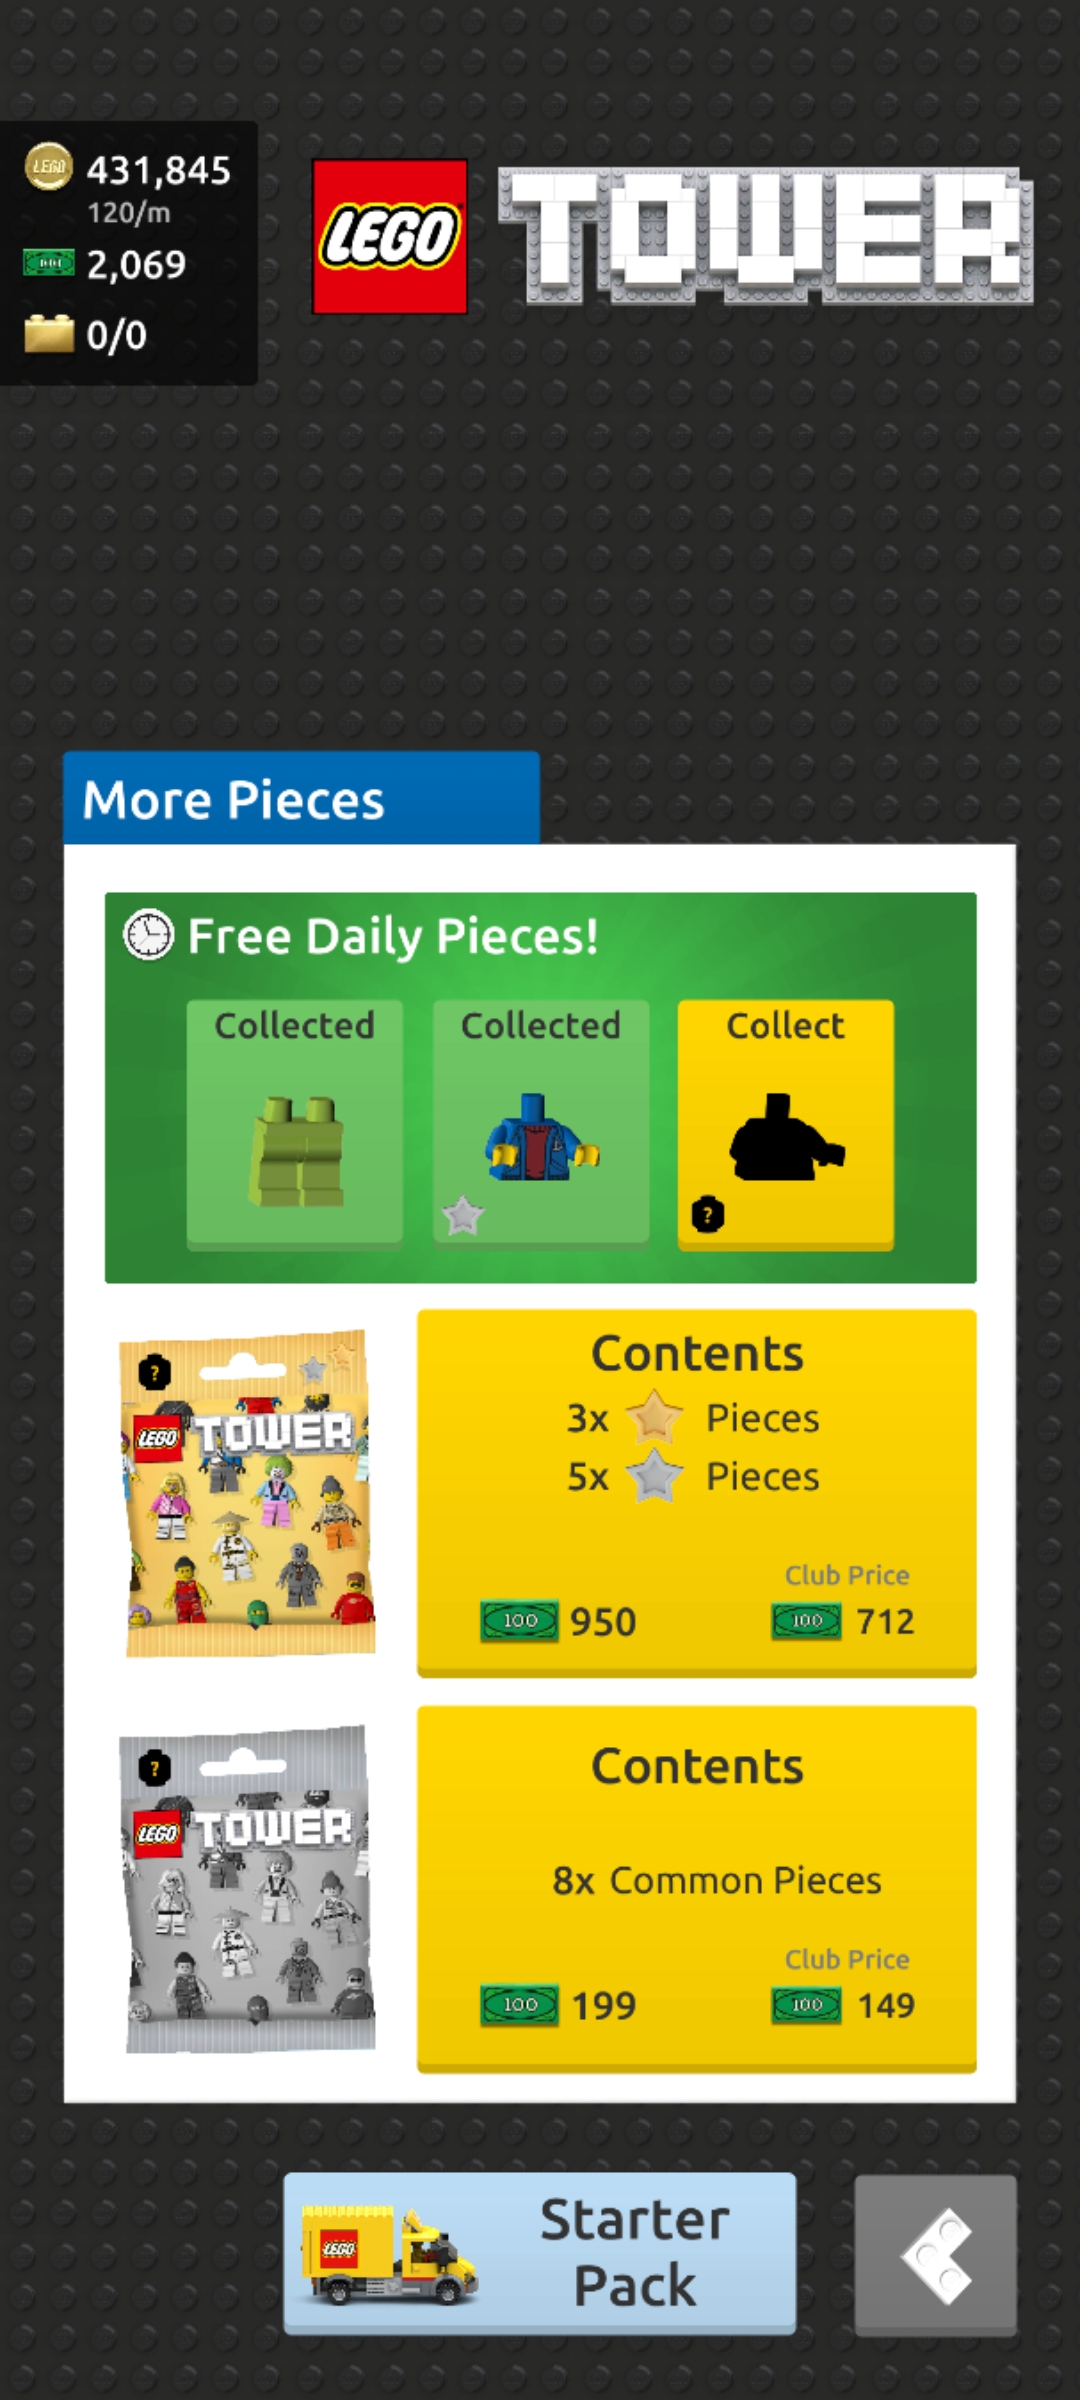 431,845
120/m
2,069
0/0
LEGO TOWER
More Pieces
Free Daily Pieces!
Collected Collected Collect
?
? Contents
LEGO TOWER
3x Pieces
5x Pieces
Club Price
100 950 100 712
? Contents
LEGO TOWER
8x Common Pieces
Club Price
100 199 100 149
LEGO
Starter
Pack